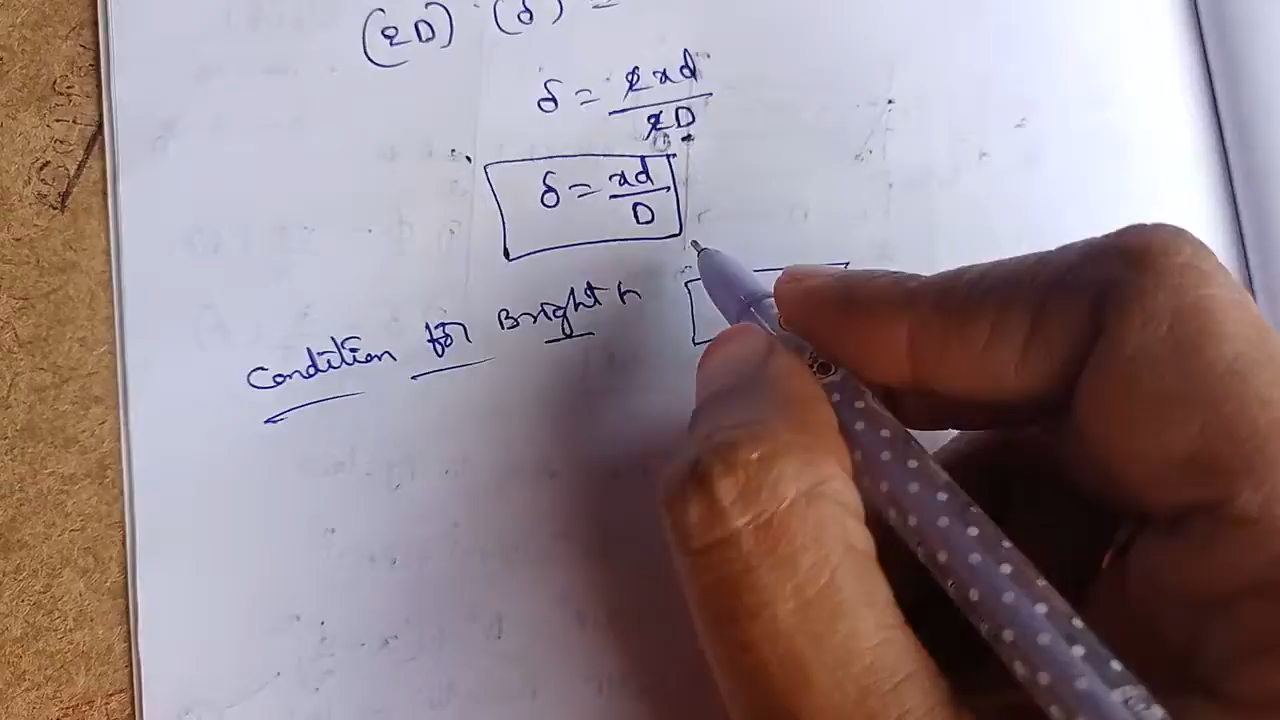 (2D) (δ) =
δ = 2xd / 2D
δ = xd / D
Condition for Bright